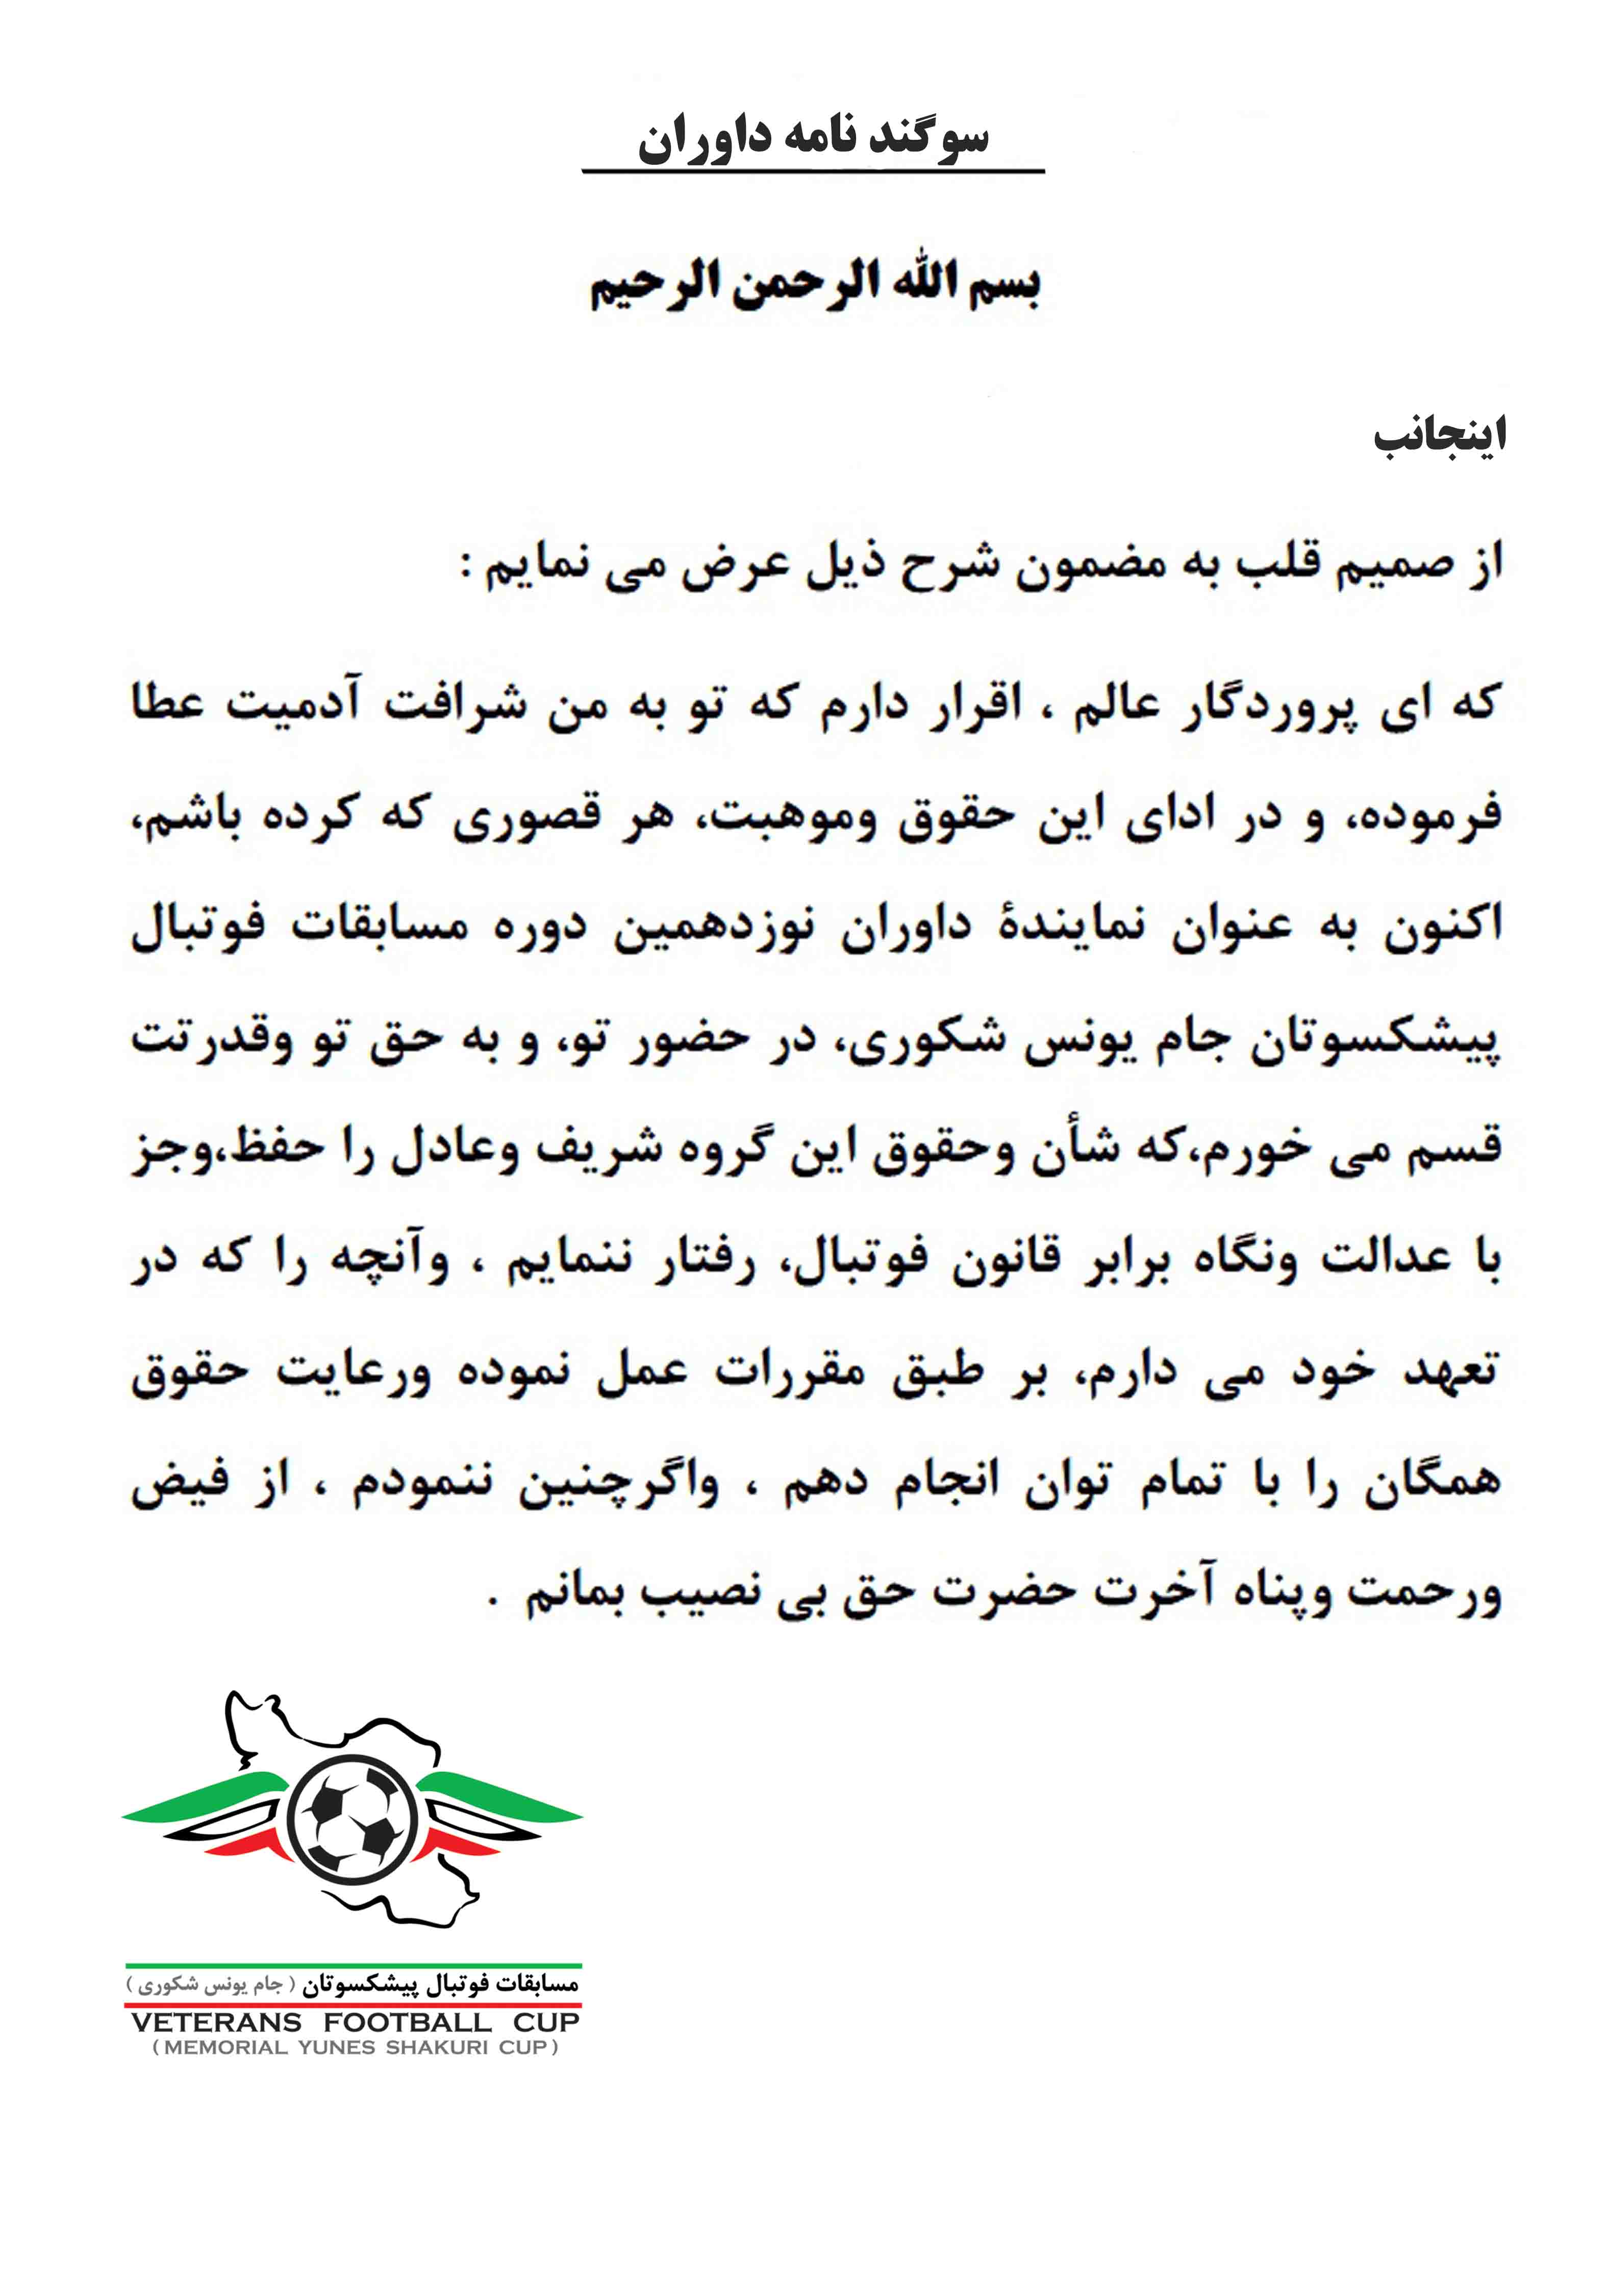 سوگند نامه داوران
بسم الله الرحمن الرحیم
اینجانب
از صمیم قلب به مضمون شرح ذیل عرض می نمایم :
که ای پروردگار عالم ، اقرار دارم که تو به من شرافت آدمیت عطا
فرموده، و در ادای این حقوق وموهبت، هر قصوری که کرده باشم،
اکنون به عنوان نمایندۀ داوران نوزدهمین دوره مسابقات فوتبال
پیشکسوتان جام یونس شکوری، در حضور تو، و به حق تو وقدرتت
قسم می خورم،که شأن وحقوق این گروه شریف وعادل را حفظ،وجز
با عدالت ونگاه برابر قانون فوتبال، رفتار ننمایم ، وآنچه را که در
تعهد خود می دارم، بر طبق مقررات عمل نموده ورعایت حقوق
همگان را با تمام توان انجام دهم ، واگرچنین ننمودم ، از فیض
ورحمت وپناه آخرت حضرت حق بی نصیب بمانم .
مسابقات فوتبال پیشکسوتان ( جام یونس شکوری )
VETERANS FOOTBALL CUP
(MEMORIAL YUNES SHAKURI CUP)